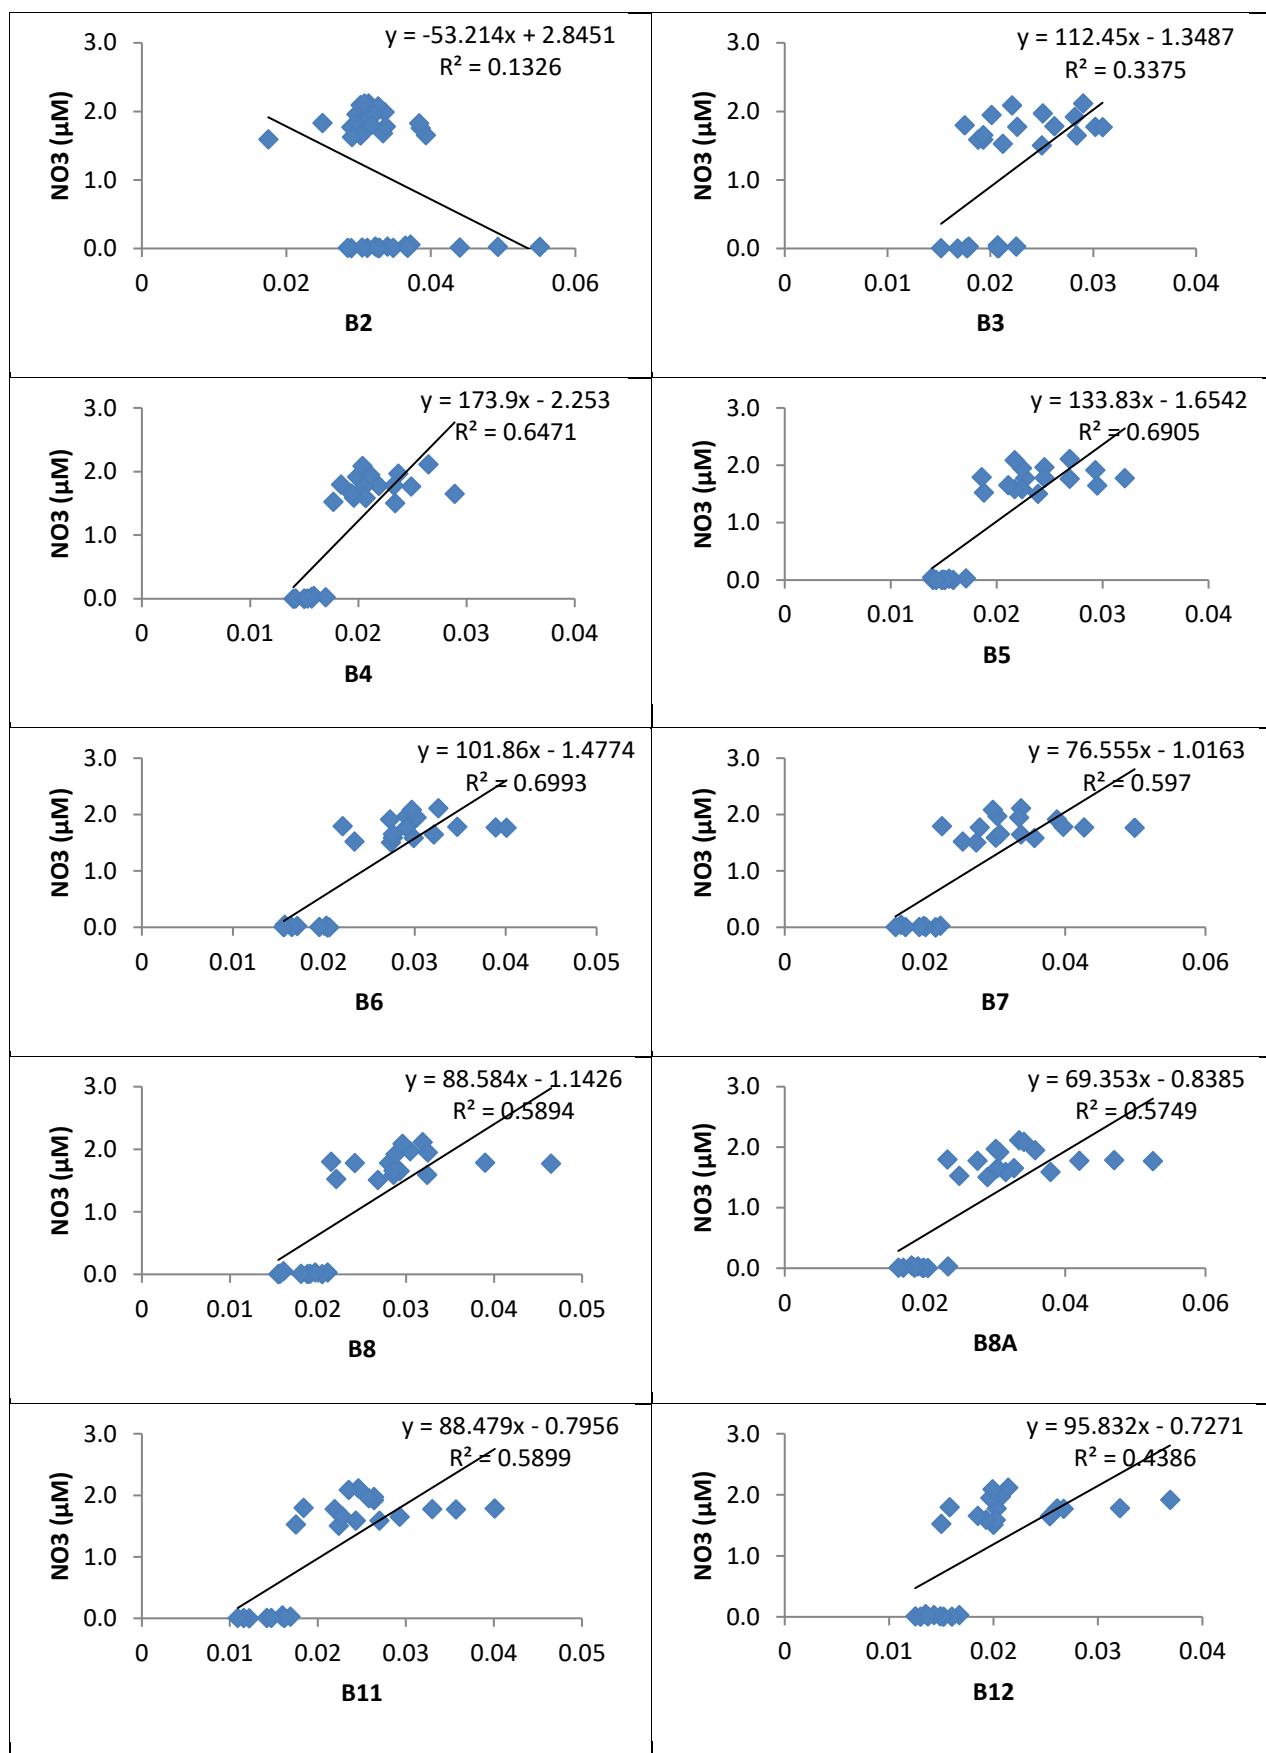 y = -53.214x + 2.8451
R² = 0.1326
3.0
2.0
1.0
0.0
NO3 (µM)
0 0.02 0.04 0.06
B2
y = 112.45x - 1.3487
R² = 0.3375
3.0
2.0
1.0
0.0
NO3 (µM)
0 0.01 0.02 0.03 0.04
B3
y = 173.9x - 2.253
R² = 0.6471
3.0
2.0
1.0
0.0
NO3 (µM)
0 0.01 0.02 0.03 0.04
B4
y = 133.83x - 1.6542
R² = 0.6905
3.0
2.0
1.0
0.0
NO3 (µM)
0 0.01 0.02 0.03 0.04
B5
y = 101.86x - 1.4774
R² = 0.6993
3.0
2.0
1.0
0.0
NO3 (µM)
0 0.01 0.02 0.03 0.04 0.05
B6
y = 76.555x - 1.0163
R² = 0.597
3.0
2.0
1.0
0.0
NO3 (µM)
0 0.02 0.04 0.06
B7
y = 88.584x - 1.1426
R² = 0.5894
3.0
2.0
1.0
0.0
NO3 (µM)
0 0.01 0.02 0.03 0.04 0.05
B8
y = 69.353x - 0.8385
R² = 0.5749
3.0
2.0
1.0
0.0
NO3 (µM)
0 0.02 0.04 0.06
B8A
y = 88.479x - 0.7956
R² = 0.5899
3.0
2.0
1.0
0.0
NO3 (µM)
0 0.01 0.02 0.03 0.04 0.05
B11
y = 95.832x - 0.7271
R² = 0.4386
3.0
2.0
1.0
0.0
NO3 (µM)
0 0.01 0.02 0.03 0.04
B12